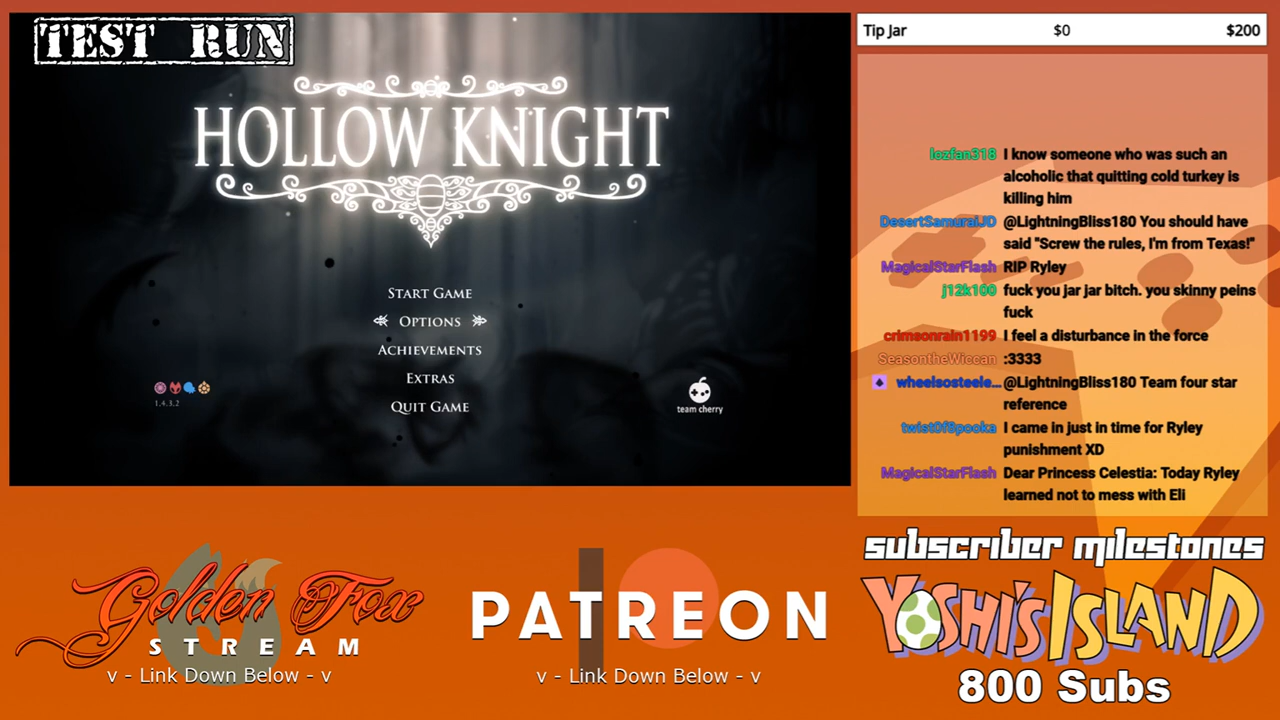 TEST RUN
HOLLOW KNIGHT
START GAME
OPTIONS
ACHIEVEMENTS
EXTRAS
QUIT GAME
1.4.3.2
team cherry
Tip Jar $0 $200
lozfan318 I know someone who was such an
alcoholic that quitting cold turkey is
killing him
DesertSamuraiJD @LightningBliss180 You should have
said "Screw the rules, I'm from Texas!"
MagicalStarFlash RIP Ryley
j12k100 fuck you jar jar bitch. you skinny peins
fuck
crimsonrain1199 I feel a disturbance in the force
SeasontheWiccan :3333
wheelsosteele... @LightningBliss180 Team four star
reference
twist0fSpooka I came in just in time for Ryley
punishment XD
MagicalStarFlash Dear Princess Celestia: Today Ryley
learned not to mess with Eli
Golden Fox
STREAM
v - Link Down Below - v
PATREON
v - Link Down Below - v
subscriber milestones
YOSHI'S ISLAND
800 Subs